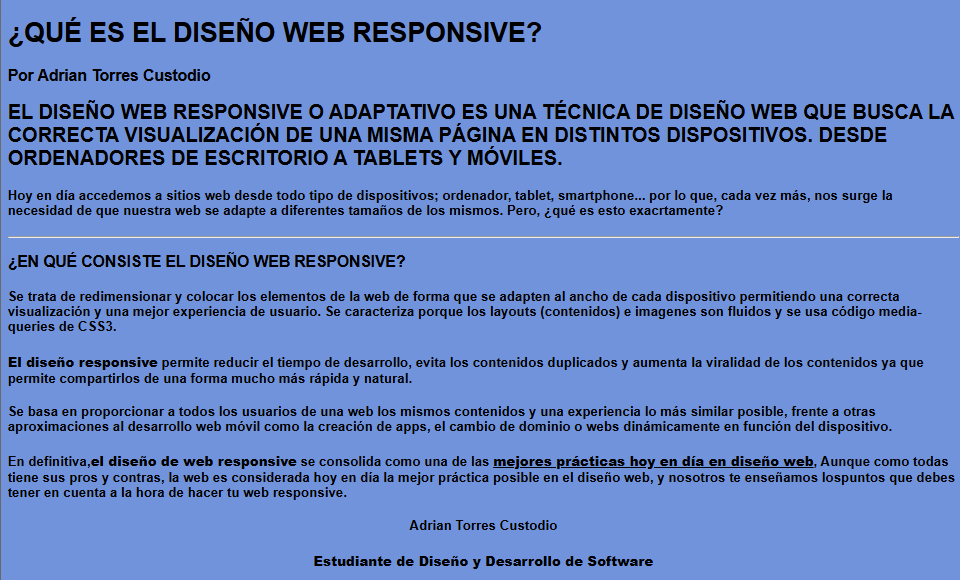 ¿QUÉ ES EL DISEÑO WEB RESPONSIVE?
Por Adrian Torres Custodio
EL DISEÑO WEB RESPONSIVE O ADAPTATIVO ES UNA TÉCNICA DE DISEÑO WEB QUE BUSCA LA
CORRECTA VISUALIZACIÓN DE UNA MISMA PÁGINA EN DISTINTOS DISPOSITIVOS. DESDE
ORDENADORES DE ESCRITORIO A TABLETS Y MÓVILES.
Hoy en día accedemos a sitios web desde todo tipo de dispositivos; ordenador, tablet, smartphone... por lo que, cada vez más, nos surge la
necesidad de que nuestra web se adapte a diferentes tamaños de los mismos. Pero, ¿qué es esto exacrtamente?
¿EN QUÉ CONSISTE EL DISEÑO WEB RESPONSIVE?
Se trata de redimensionar y colocar los elementos de la web de forma que se adapten al ancho de cada dispositivo permitiendo una correcta
visualización y una mejor experiencia de usuario. Se caracteriza porque los layouts (contenidos) e imagenes son fluidos y se usa código media-
queries de CSS3.
El diseño responsive permite reducir el tiempo de desarrollo, evita los contenidos duplicados y aumenta la viralidad de los contenidos ya que
permite compartirlos de una forma mucho más rápida y natural.
Se basa en proporcionar a todos los usuarios de una web los mismos contenidos y una experiencia lo más similar posible, frente a otras
aproximaciones al desarrollo web móvil como la creación de apps, el cambio de dominio o webs dinámicamente en función del dispositivo.
En definitiva,el diseño de web responsive se consolida como una de las mejores prácticas hoy en día en diseño web, Aunque como todas
tiene sus pros y contras, la web es considerada hoy en día la mejor práctica posible en el diseño web, y nosotros te enseñamos lospuntos que debes
tener en cuenta a la hora de hacer tu web responsive.
Adrian Torres Custodio
Estudiante de Diseño y Desarrollo de Software